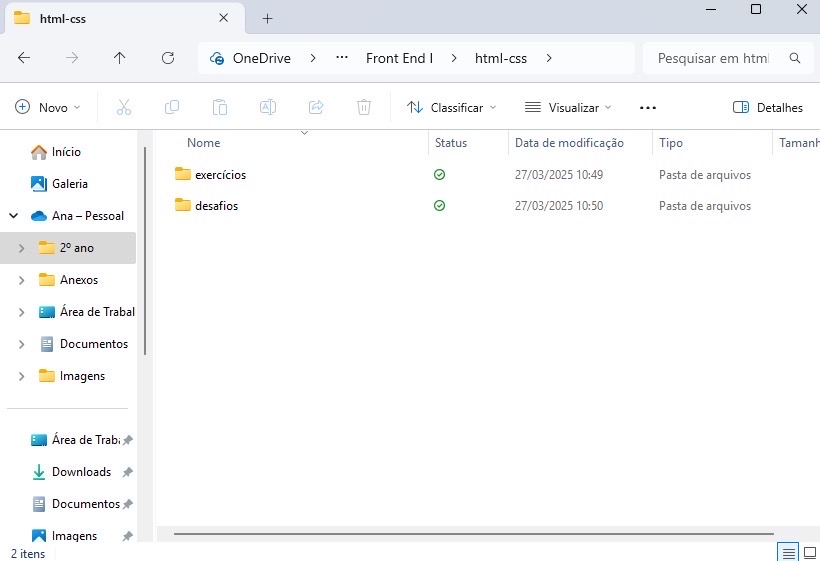 html-css
OneDrive > ... Front End I > html-css >
Pesquisar em html
Novo Classificar Visualizar ... Detalhes
Nome Status Data de modificação Tipo Tamanh
exercícios 27/03/2025 10:49 Pasta de arquivos
desafios 27/03/2025 10:50 Pasta de arquivos
Início
Galeria
Ana – Pessoal
2º ano
Anexos
Área de Trabal
Documentos
Imagens
Área de Traba
Downloads
Documentos
Imagens
2 itens